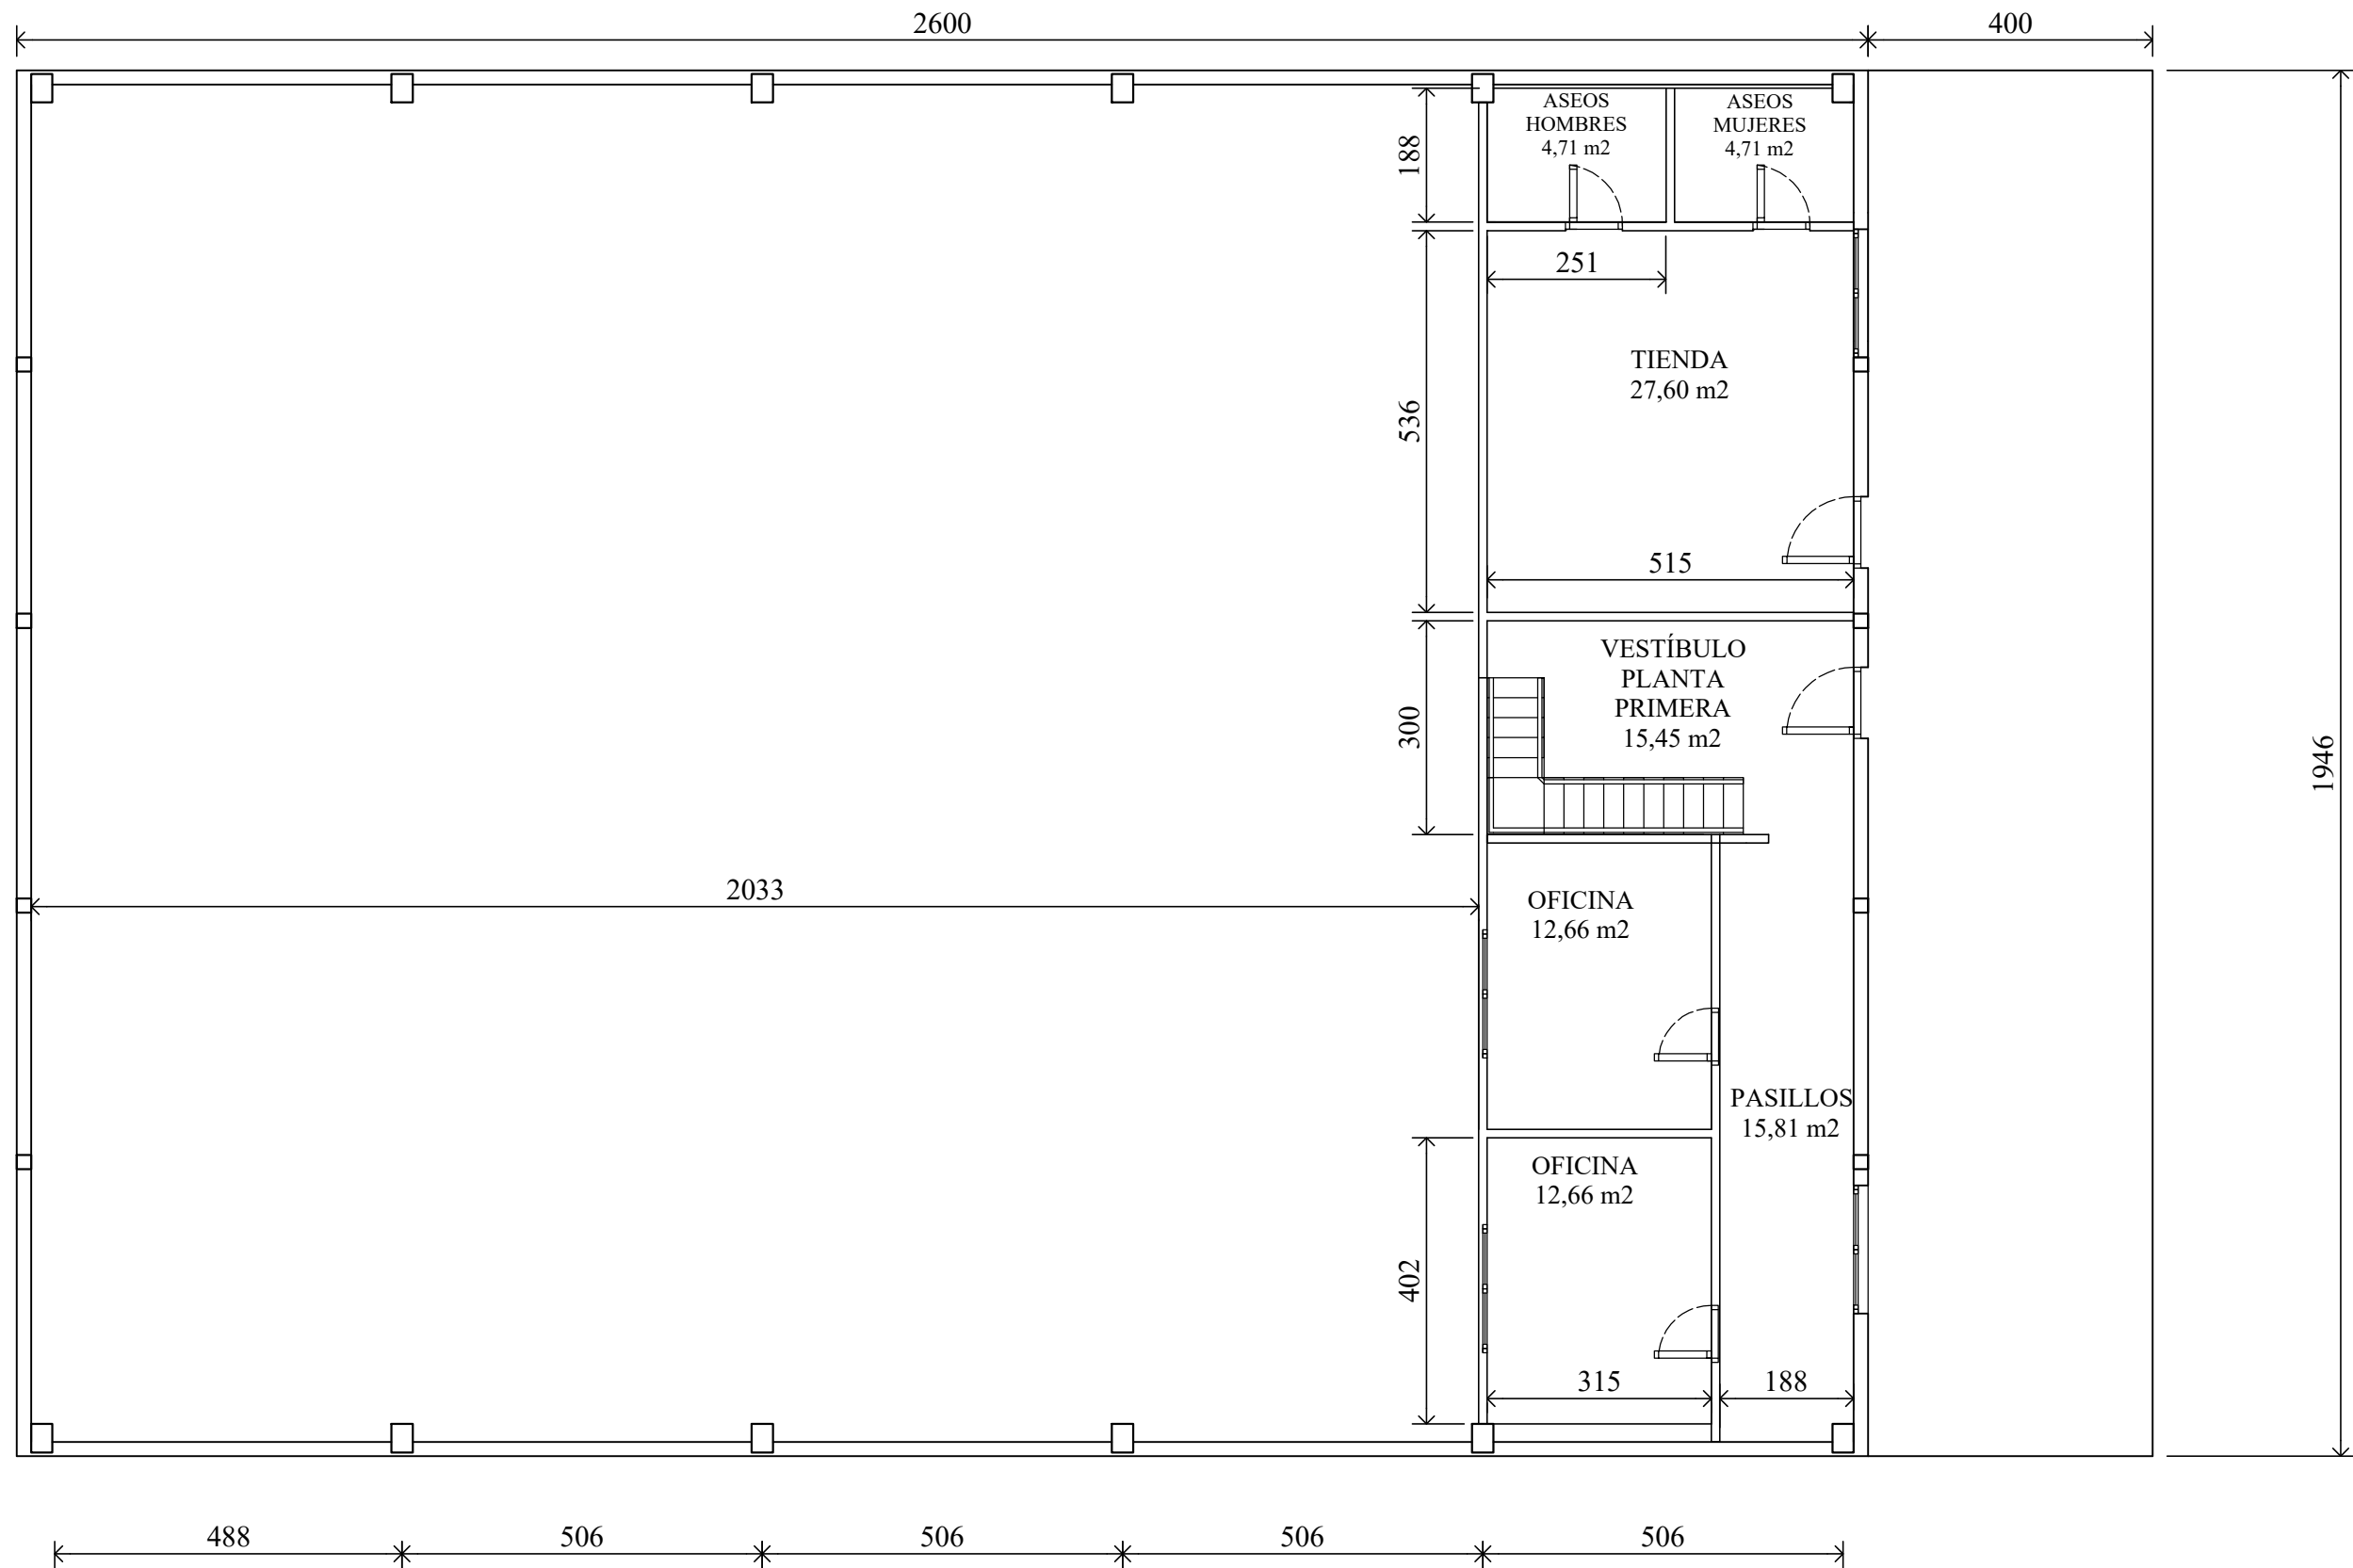 2600
400
ASEOS
HOMBRES
4,71 m2
ASEOS
MUJERES
4,71 m2
188
251
TIENDA
27,60 m2
536
515
VESTÍBULO
PLANTA
PRIMERA
15,45 m2
300
1946
2033
OFICINA
12,66 m2
PASILLOS
15,81 m2
OFICINA
12,66 m2
402
315
188
488
506
506
506
506